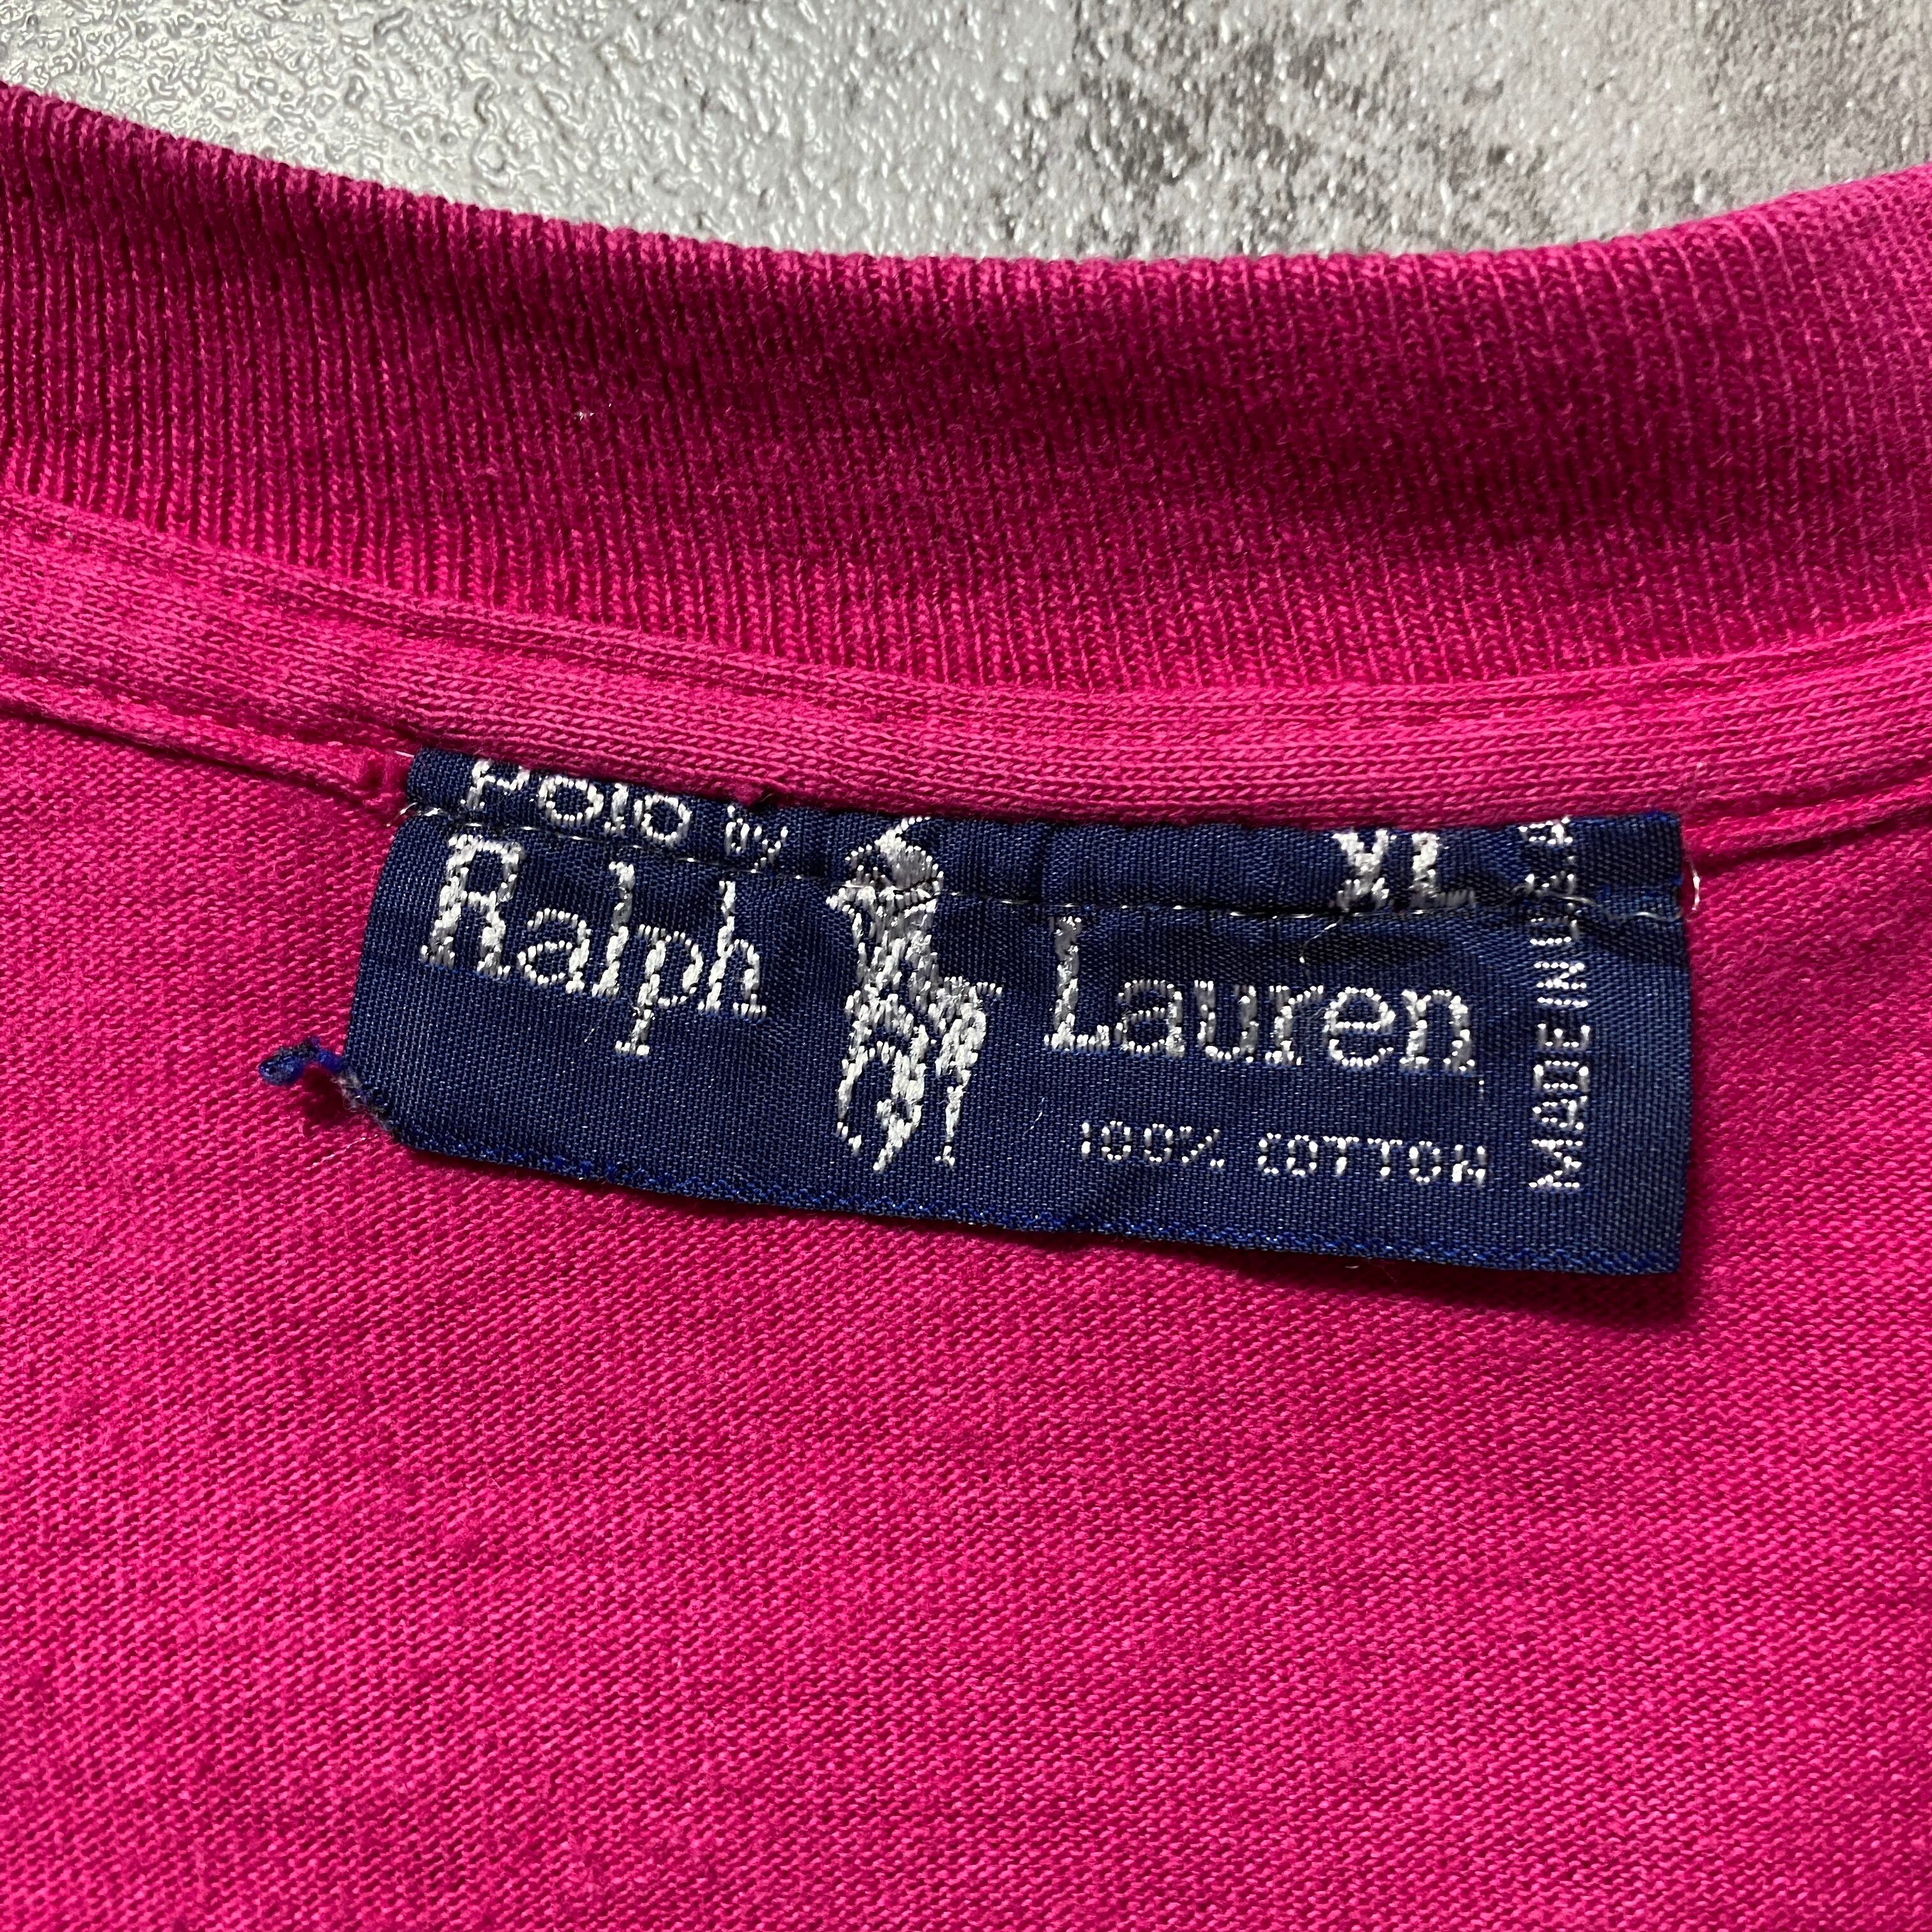 Polo by
XL
Ralph Lauren
100% COTTON
MADE IN U.S.A.